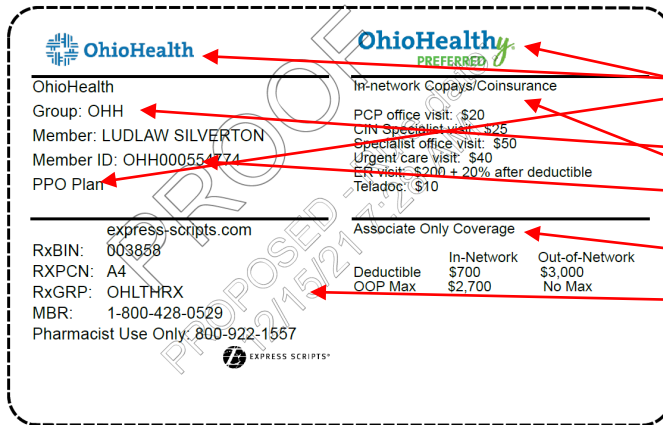 OhioHealth
OhioHealthy
PREFERRED
OhioHealth
Group: OHH
Member: LUDLAW SILVERTON
Member ID: OHH000554774
PPO Plan
In-network Copays/Coinsurance
PCP office visit: $20
CIN Specialist visit: $25
Specialist office visit: $50
Urgent care visit: $40
ER visit: $200 + 20% after deductible
Teladoc: $10
express-scripts.com
RxBIN: 003858
RXPCN: A4
RxGRP: OHLTHRX
MBR: 1-800-428-0529
Pharmacist Use Only: 800-922-1557
EXPRESS SCRIPTS®
Associate Only Coverage
In-Network Out-of-Network
Deductible $700 $3,000
OOP Max $2,700 No Max
PROOF
PROPOSED
12/15/21